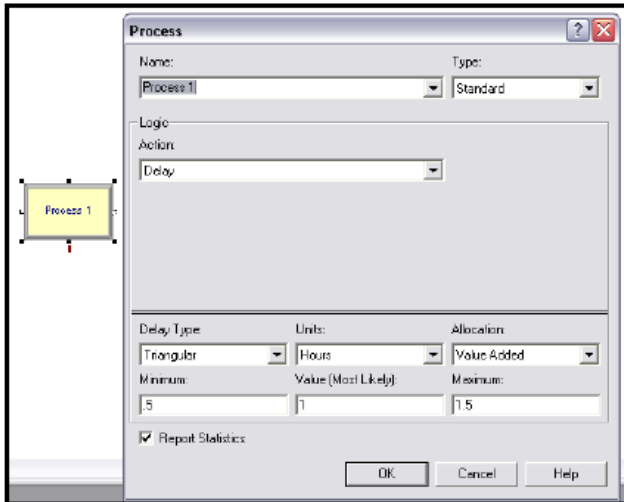 Process
Name: Type:
Process 1 Standard
Logic
Action:
Delay
Process 1
Delay Type: Units: Allocation:
Triangular Hours Value Added
Minimum: Value (Most Likely): Maximum:
.5 1 1.5
Report Statistics
OK Cancel Help